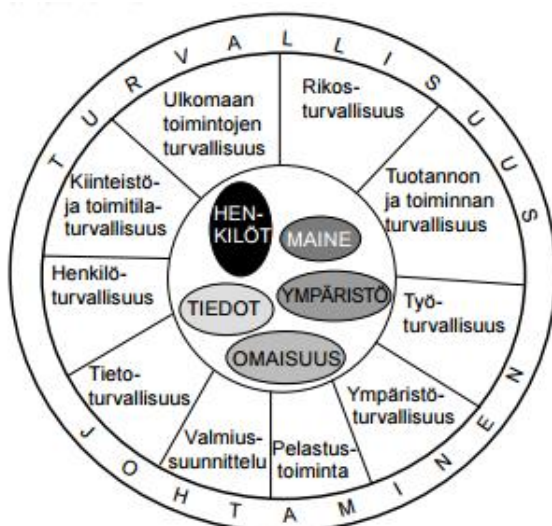 TURVALLISUUS
JOHTAMINEN
Rikos-
turvallisuus
Tuotannon
ja toiminnan
turvallisuus
Työ-
turvallisuus
Ympäristö-
turvallisuus
Pelastus-
toiminta
Valmius-
suunnittelu
Tieto-
turvallisuus
Henkilö-
turvallisuus
Kiinteistö-
ja toimitila-
turvallisuus
Ulkomaan
toimintojen
turvallisuus
HEN-
KILÖT
MAINE
YMPÄRISTÖ
TIEDOT
OMAISUUS